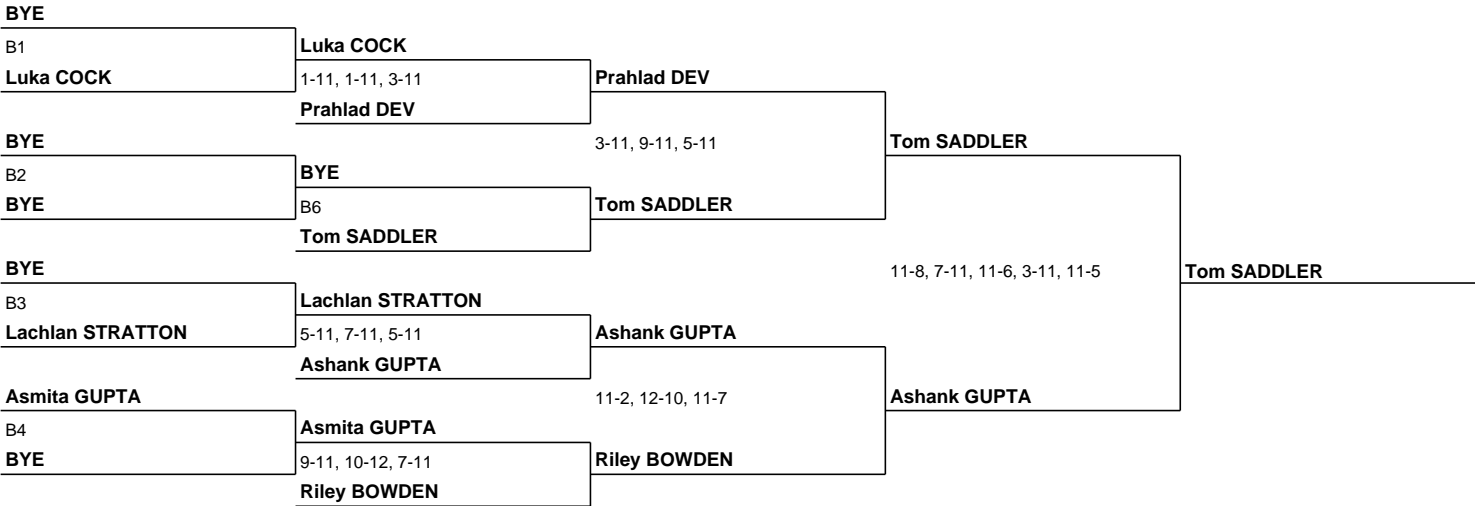 BYE
B1
Luka COCK
Luka COCK
1-11, 1-11, 3-11
Prahlad DEV
Prahlad DEV
BYE
3-11, 9-11, 5-11
Tom SADDLER
B2
BYE
BYE
B6
Tom SADDLER
Tom SADDLER
BYE
11-8, 7-11, 11-6, 3-11, 11-5
Tom SADDLER
B3
Lachlan STRATTON
Lachlan STRATTON
5-11, 7-11, 5-11
Ashank GUPTA
Ashank GUPTA
Asmita GUPTA
11-2, 12-10, 11-7
Ashank GUPTA
B4
Asmita GUPTA
BYE
9-11, 10-12, 7-11
Riley BOWDEN
Riley BOWDEN